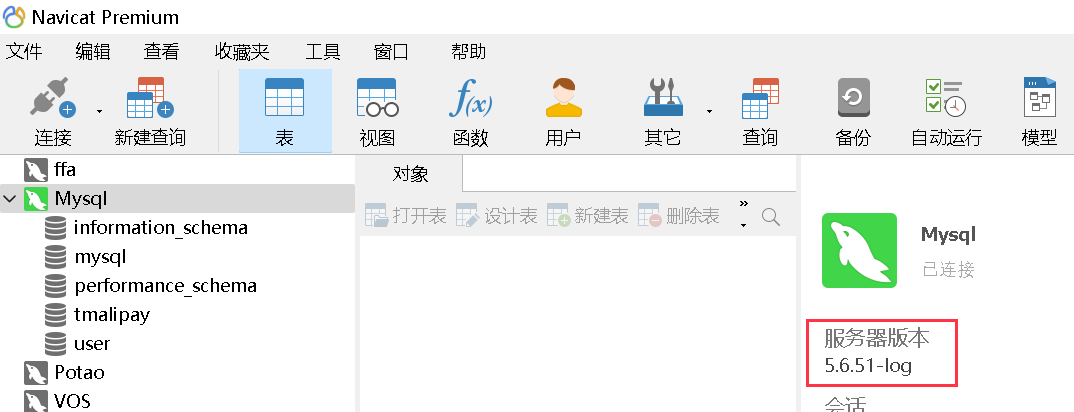 Navicat Premium
文件 编辑 查看 收藏夹 工具 窗口 帮助
连接 新建查询 表 视图 函数 用户 其它 查询 备份 自动运行 模型
ffa
Mysql
information_schema
mysql
performance_schema
tmalipay
user
Potao
VOS
对象
打开表 设计表 新建表 删除表 »
Mysql
已连接
服务器版本
5.6.51-log
会话